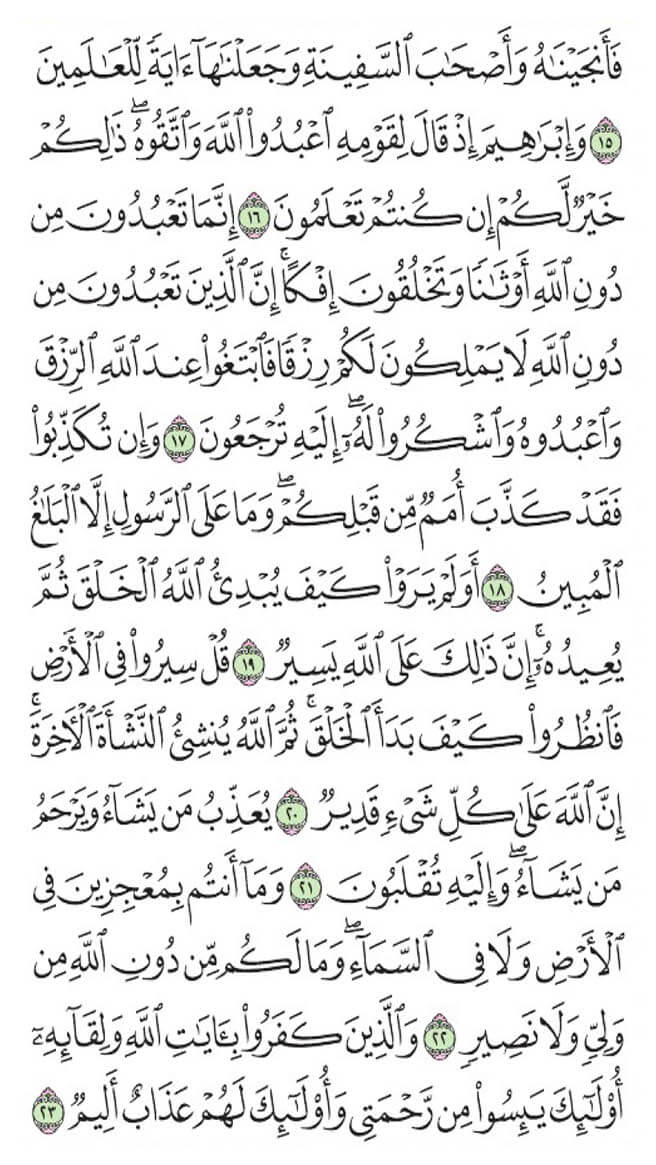 فَأَنجَيْنَٰهُ وَأَصْحَٰبَ ٱلسَّفِينَةِ وَجَعَلْنَٰهَآ ءَايَةً لِّلْعَٰلَمِينَ
١٥ وَإِبْرَٰهِيمَ إِذْ قَالَ لِقَوْمِهِ ٱعْبُدُوا۟ ٱللَّهَ وَٱتَّقُوهُ ۖ ذَٰلِكُمْ
خَيْرٌ لَّكُمْ إِن كُنتُمْ تَعْلَمُونَ ١٦ إِنَّمَا تَعْبُدُونَ مِن
دُونِ ٱللَّهِ أَوْثَٰنًا وَتَخْلُقُونَ إِفْكًا ۚ إِنَّ ٱلَّذِينَ تَعْبُدُونَ مِن
دُونِ ٱللَّهِ لَا يَمْلِكُونَ لَكُمْ رِزْقًا فَٱبْتَغُوا۟ عِندَ ٱللَّهِ ٱلرِّزْقَ
وَٱعْبُدُوهُ وَٱشْكُرُوا۟ لَهُۥٓ ۖ إِلَيْهِ تُرْجَعُونَ ١٧ وَإِن تُكَذِّبُوا۟
فَقَدْ كَذَّبَ أُمَمٌ مِّن قَبْلِكُمْ ۖ وَمَا عَلَى ٱلرَّسُولِ إِلَّا ٱلْبَلَٰغُ
ٱلْمُبِينُ ١٨ أَوَلَمْ يَرَوْا۟ كَيْفَ يُبْدِئُ ٱللَّهُ ٱلْخَلْقَ ثُمَّ
يُعِيدُهُۥٓ ۚ إِنَّ ذَٰلِكَ عَلَى ٱللَّهِ يَسِيرٌ ١٩ قُلْ سِيرُوا۟ فِى ٱلْأَرْضِ
فَٱنظُرُوا۟ كَيْفَ بَدَأَ ٱلْخَلْقَ ۚ ثُمَّ ٱللَّهُ يُنشِئُ ٱلنَّشْأَةَ ٱلْءَاخِرَةَ ۚ
إِنَّ ٱللَّهَ عَلَىٰ كُلِّ شَىْءٍ قَدِيرٌ ٢٠ يُعَذِّبُ مَن يَشَآءُ وَيَرْحَمُ
مَن يَشَآءُ ۖ وَإِلَيْهِ تُقْلَبُونَ ٢١ وَمَآ أَنتُم بِمُعْجِزِينَ فِى
ٱلْأَرْضِ وَلَا فِى ٱلسَّمَآءِ ۖ وَمَا لَكُم مِّن دُونِ ٱللَّهِ مِن
وَلِىٍّ وَلَا نَصِيرٍ ٢٢ وَٱلَّذِينَ كَفَرُوا۟ بِـَٔايَٰتِ ٱللَّهِ وَلِقَآئِهِۦٓ
أُو۟لَٰٓئِكَ يَئِسُوا۟ مِن رَّحْمَتِى وَأُو۟لَٰٓئِكَ لَهُمْ عَذَابٌ أَلِيمٌ ٢٣